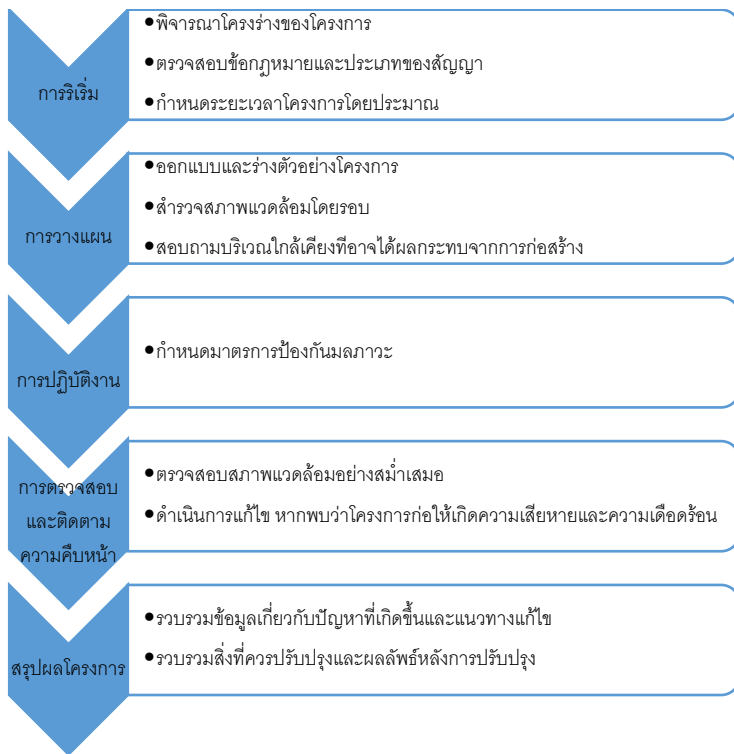 การริเริ่ม
•พิจารณาโครงร่างของโครงการ
•ตรวจสอบข้อกฎหมายและประเภทของสัญญา
•กำหนดระยะเวลาโครงการโดยประมาณ
การวางแผน
•ออกแบบและร่างตัวอย่างโครงการ
•สำรวจสภาพแวดล้อมโดยรอบ
•สอบถามบริเวณใกล้เคียงที่อาจได้ผลกระทบจากการก่อสร้าง
การปฏิบัติงาน
•กำหนดมาตรการป้องกันมลภาวะ
การตรวจสอบ
และติดตาม
ความคืบหน้า
•ตรวจสอบสภาพแวดล้อมอย่างสม่ำเสมอ
•ดำเนินการแก้ไข หากพบว่าโครงการก่อให้เกิดความเสียหายและความเดือดร้อน
สรุปผลโครงการ
•รวบรวมข้อมูลเกี่ยวกับปัญหาที่เกิดขึ้นและแนวทางแก้ไข
•รวบรวมสิ่งที่ควรปรับปรุงและผลลัพธ์หลังการปรับปรุง